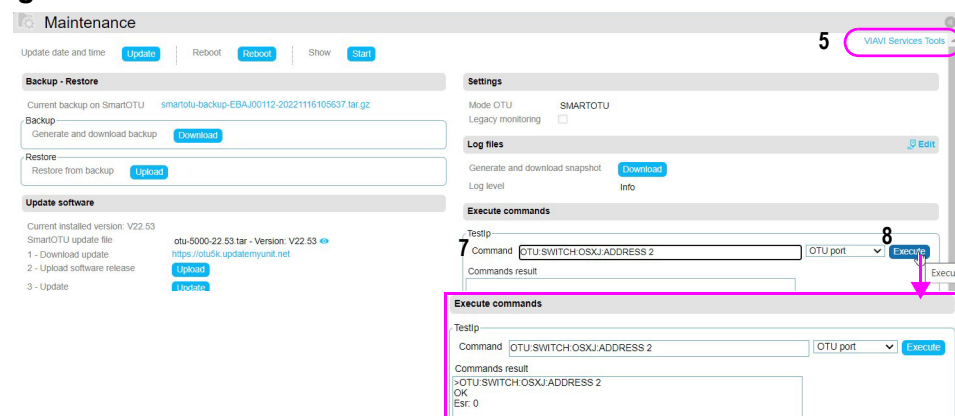 Maintenance
5
VIAVI Services Tools
Update date and time Update Reboot Reboot Show Start
Backup - Restore
Current backup on SmartOTU smartotu-backup-EBAJ00112-20221116105637.tar.gz
Backup
Generate and download backup Download
Restore
Restore from backup Upload
Update software
Current installed version: V22.53
SmartOTU update file otu-5000-22.53.tar - Version: V22.53
1 - Download update https://otu5k.updatemyunit.net
2 - Upload software release Upload
3 - Update Update
Settings
Mode OTU SMARTOTU
Legacy monitoring
Log files Edit
Generate and download snapshot Download
Log level Info
Execute commands
TestIp
7 Command OTU:SWITCH:OSXJ:ADDRESS 2 OTU port 8 Execute
Commands result
Execute commands
TestIp
Command OTU:SWITCH:OSXJ:ADDRESS 2 OTU port Execute
Commands result
>OTU:SWITCH:OSXJ:ADDRESS 2
OK
Esr: 0